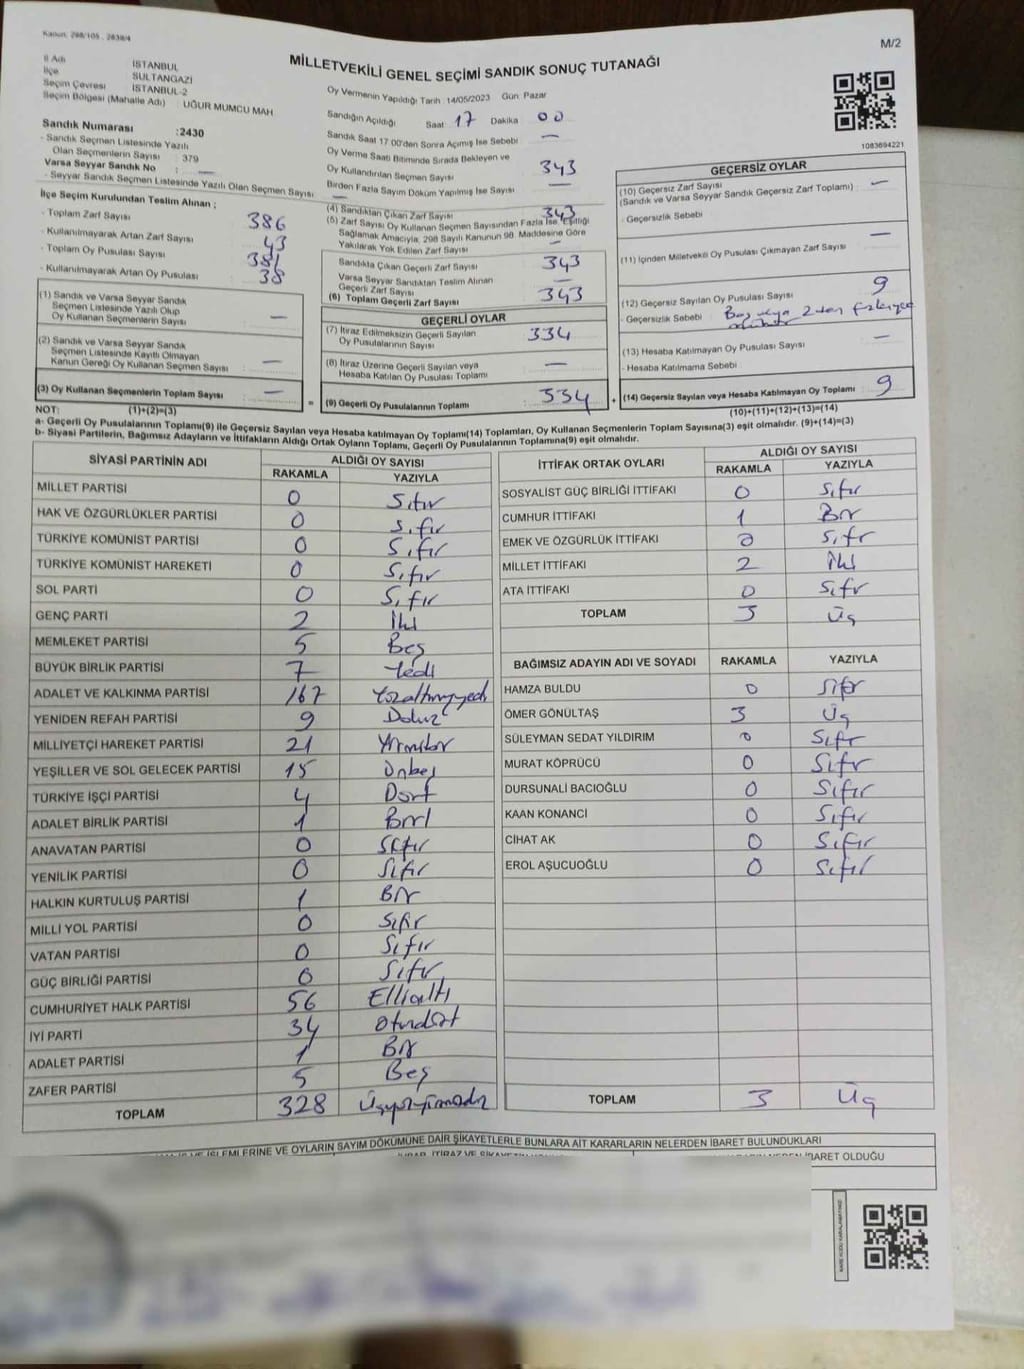 Kanun: 298/105 . 2839/4
M/2
İl Adı İSTANBUL
İlçe SULTANGAZİ
Seçim Çevresi İSTANBUL-2
Seçim Bölgesi (Mahalle Adı) : UĞUR MUMCU MAH
MİLLETVEKİLİ GENEL SEÇİMİ SANDIK SONUÇ TUTANAĞI
Oy Vermenin Yapıldığı Tarih :14/05/2023 Gün: Pazar
Sandığın Açıldığı Saat 17 Dakika 00
Sandık Saat 17:00'den Sonra Açımış İse Sebebi —
Oy Verme Saati Bitiminde Sırada Bekleyen ve
Oy Kullandırılan Seçmen Sayısı 343
Birden Fazla Sayım Döküm Yapılmış İse Sayısı —
1083694221
Sandık Numarası :2430
- Sandık Seçmen Listesinde Yazılı
Olan Seçmenlerin Sayısı : 379
Varsa Seyyar Sandık No : —
- Seyyar Sandık Seçmen Listesinde Yazılı Olan Seçmen Sayısı : —
İlçe Seçim Kurulundan Teslim Alınan ;
- Toplam Zarf Sayısı 386
- Kullanılmayarak Artan Zarf Sayısı 43
- Toplam Oy Pusulası Sayısı 381
- Kullanılmayarak Artan Oy Pusulası 38
(1) Sandık ve Varsa Seyyar Sandık
Seçmen Listesinde Yazılı Olup
Oy Kullanan Seçmenlerin Sayısı : —
(2) Sandık ve Varsa Seyyar Sandık
Seçmen Listesinde Kayıtlı Olmayan
Kanun Gereği Oy Kullanan Seçmen Sayısı : —
(3) Oy Kullanan Seçmenlerin Toplam Sayısı : —
(4) Sandıktan Çıkan Zarf Sayısı 343
(5) Zarf Sayısı Oy Kullanan Seçmen Sayısından Fazla İse, Eşitliği
Sağlamak Amacıyla, 298 Sayılı Kanunun 98. Maddesine Göre
Yakılarak Yok Edilen Zarf Sayısı —
Sandıkta Çıkan Geçerli Zarf Sayısı 343
Varsa Seyyar Sandıktan Teslim Alınan
Geçerli Zarf Sayısı —
(6) Toplam Geçerli Zarf Sayısı 343
GEÇERLİ OYLAR
(7) İtiraz Edilmeksizin Geçerli Sayılan
Oy Pusulalarının Sayısı 334
(8) İtiraz Üzerine Geçerli Sayılan veya
Hesaba Katılan Oy Pusulası Toplamı —
= (9) Geçerli Oy Pusulalarının Toplamı 334 +
GEÇERSİZ OYLAR
(10) Geçersiz Zarf Sayısı
(Sandık ve Varsa Seyyar Sandık Geçersiz Zarf Toplamı) : —
- Geçersizlik Sebebi
(11) İçinden Milletvekili Oy Pusulası Çıkmayan Zarf Sayısı —
(12) Geçersiz Sayılan Oy Pusulası Sayısı 9
- Geçersizlik Sebebi : Boş veya 2'den
(13) Hesaba Katılmayan Oy Pusulası Sayısı —
- Hesaba Katılmama Sebebi
(14) Geçersiz Sayılan veya Hesaba Katılmayan Oy Toplamı 9
NOT: (1)+(2)=(3) (10)+(11)+(12)+(13)=(14)
a- Geçerli Oy Pusulalarının Toplamı(9) ile Geçersiz Sayılan veya Hesaba katılmayan Oy Toplamı(14) Toplamları, Oy Kullanan Seçmenlerin Toplam Sayısına(3) eşit olmalıdır. (9)+(14)=(3)
b- Siyasi Partilerin, Bağımsız Adayların ve İttifakların Aldığı Ortak Oyların Toplamı, Geçerli Oy Pusulalarının Toplamına(9) eşit olmalıdır.
SİYASİ PARTİNİN ADI ALDIĞI OY SAYISI
RAKAMLA YAZIYLA
MİLLET PARTİSİ 0 Sıfır
HAK VE ÖZGÜRLÜKLER PARTİSİ 0 Sıfır
TÜRKİYE KOMÜNİST PARTİSİ 0 Sıfır
TÜRKİYE KOMÜNİST HAREKETİ 0 Sıfır
SOL PARTİ 0 Sıfır
GENÇ PARTİ 2 İki
MEMLEKET PARTİSİ 5 Beş
BÜYÜK BİRLİK PARTİSİ 7 Yedi
ADALET VE KALKINMA PARTİSİ 167 Yüzaltmışyedi
YENİDEN REFAH PARTİSİ 9 Dokuz
MİLLİYETÇİ HAREKET PARTİSİ 21 Yirmibir
YEŞİLLER VE SOL GELECEK PARTİSİ 15 Onbeş
TÜRKİYE İŞÇİ PARTİSİ 4 Dört
ADALET BİRLİK PARTİSİ 1 Bir
ANAVATAN PARTİSİ 0 Sıfır
YENİLİK PARTİSİ 0 Sıfır
HALKIN KURTULUŞ PARTİSİ 1 Bir
MİLLİ YOL PARTİSİ 0 Sıfır
VATAN PARTİSİ 0 Sıfır
GÜÇ BİRLİĞİ PARTİSİ 0 Sıfır
CUMHURİYET HALK PARTİSİ 56 Ellialtı
İYİ PARTİ 34 Otuzdört
ADALET PARTİSİ 1 Bir
ZAFER PARTİSİ 5 Beş
TOPLAM 328
İTTİFAK ORTAK OYLARI ALDIĞI OY SAYISI
RAKAMLA YAZIYLA
SOSYALİST GÜÇ BİRLİĞİ İTTİFAKI 0 Sıfır
CUMHUR İTTİFAKI 1 Bir
EMEK VE ÖZGÜRLÜK İTTİFAKI 0 Sıfır
MİLLET İTTİFAKI 2 İki
ATA İTTİFAKI 0 Sıfır
TOPLAM 3 Üç
BAĞIMSIZ ADAYIN ADI VE SOYADI RAKAMLA YAZIYLA
HAMZA BULDU 0 Sıfır
ÖMER GÖNÜLTAŞ 3 Üç
SÜLEYMAN SEDAT YILDIRIM 0 Sıfır
MURAT KÖPRÜCÜ 0 Sıfır
DURSUNALİ BACIOĞLU 0 Sıfır
KAAN KONANCİ 0 Sıfır
CİHAT AK 0 Sıfır
EROL AŞUCUOĞLU 0 Sıfır
TOPLAM 3 Üç
İŞLEMLERİNE VE OYLARIN SAYIM DÖKÜMÜNE DAİR ŞİKAYETLERLE BUNLARA AİT KARARLARIN NELERDEN İBARET BULUNDUKLARI
İBARET OLDUĞU